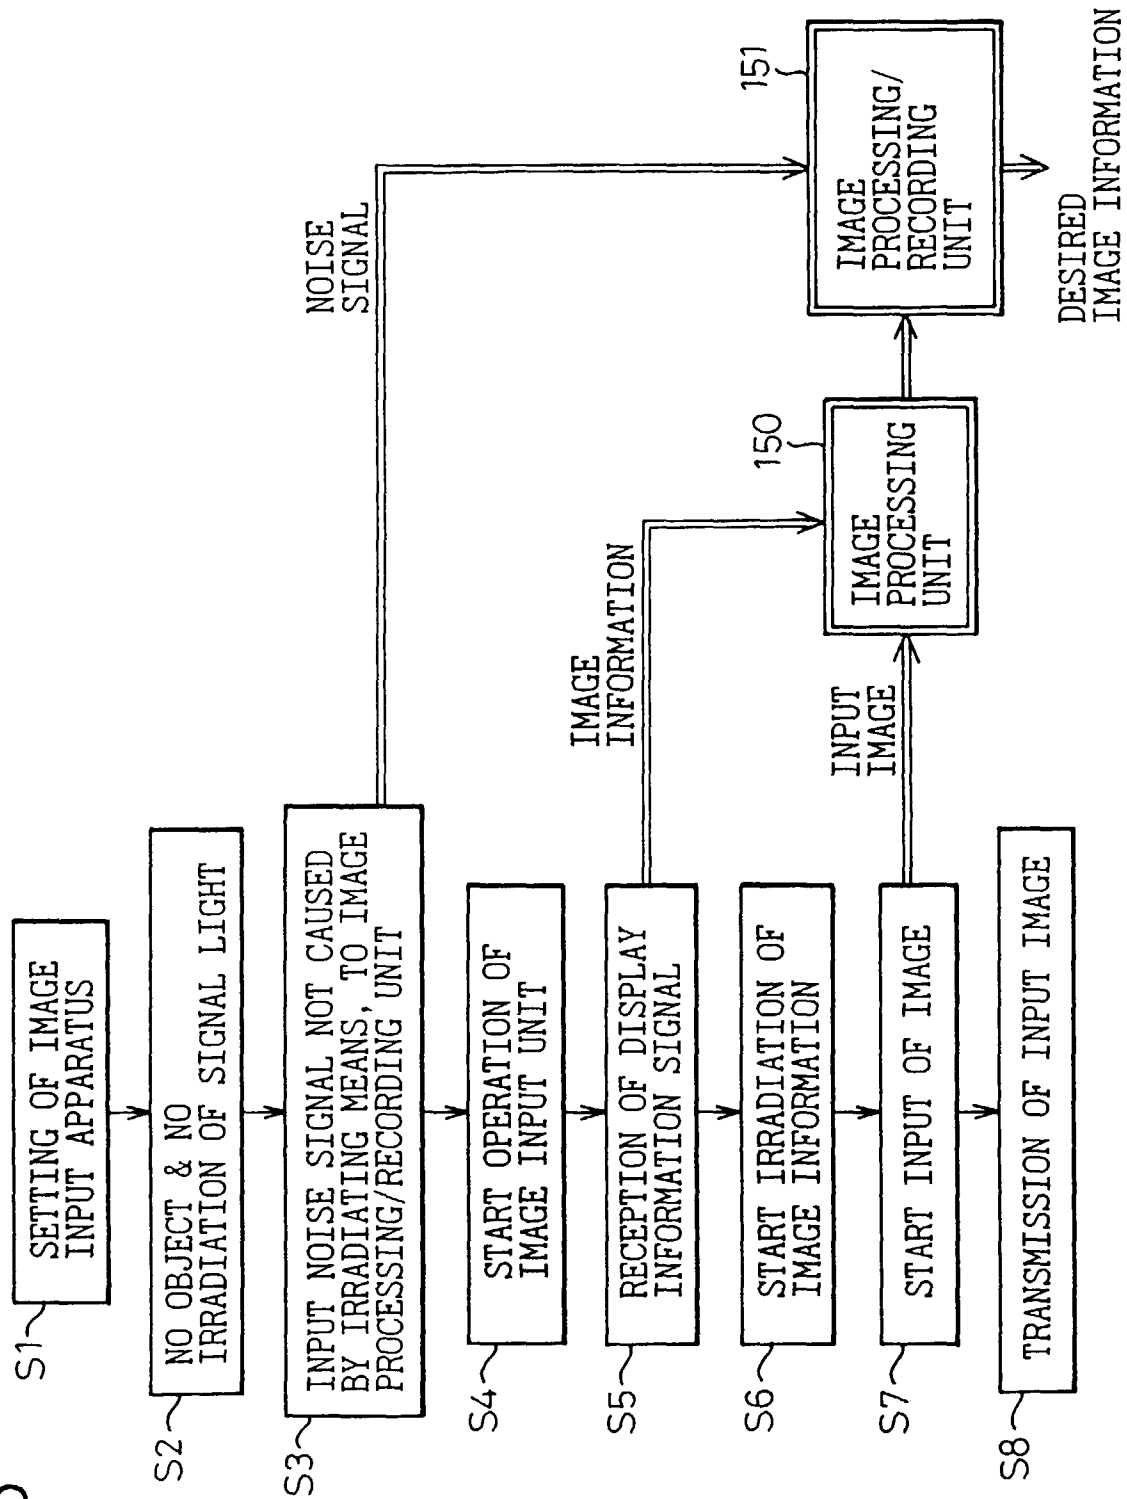 S1
SETTING OF IMAGE
INPUT APPARATUS
S2
NO OBJECT & NO
IRRADIATION OF SIGNAL LIGHT
S3
INPUT NOISE SIGNAL NOT CAUSED
BY IRRADIATING MEANS, TO IMAGE
PROCESSING/RECORDING UNIT
NOISE
SIGNAL
S4
START OPERATION OF
IMAGE INPUT UNIT
S5
RECEPTION OF DISPLAY
INFORMATION SIGNAL
IMAGE
INFORMATION
S6
START IRRADIATION OF
IMAGE INFORMATION
S7
START INPUT OF IMAGE
INPUT
IMAGE
150
IMAGE
PROCESSING
UNIT
151
IMAGE
PROCESSING/
RECORDING
UNIT
DESIRED
IMAGE INFORMATION
S8
TRANSMISSION OF INPUT IMAGE